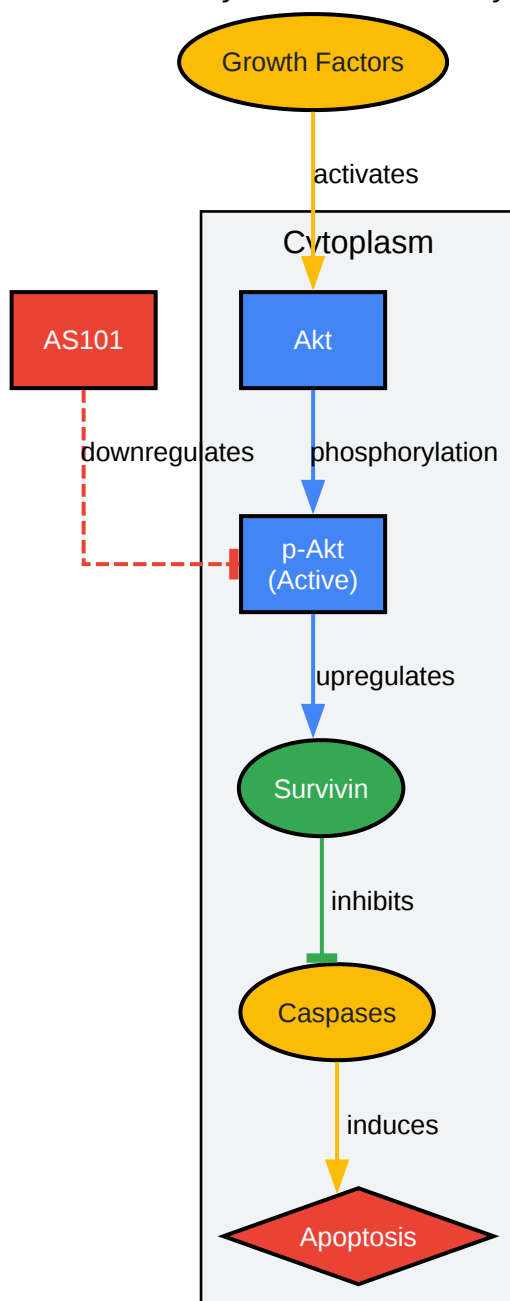 Growth Factors
activates
Cytoplasm
AS101
Akt
downregulates
phosphorylation
p-Akt
(Active)
upregulates
Survivin
inhibits
Caspases
induces
Apoptosis